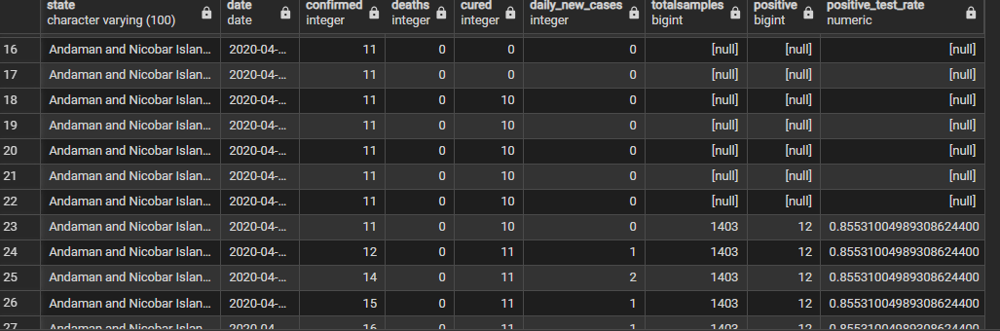 state date confirmed deaths cured daily_new_cases totalsamples positive positive_test_rate
character varying (100) date integer integer integer integer bigint bigint numeric
16 Andaman and Nicobar Islan... 2020-04-... 11 0 0 0 [null] [null] [null]
17 Andaman and Nicobar Islan... 2020-04-... 11 0 0 0 [null] [null] [null]
18 Andaman and Nicobar Islan... 2020-04-... 11 0 10 0 [null] [null] [null]
19 Andaman and Nicobar Islan... 2020-04-... 11 0 10 0 [null] [null] [null]
20 Andaman and Nicobar Islan... 2020-04-... 11 0 10 0 [null] [null] [null]
21 Andaman and Nicobar Islan... 2020-04-... 11 0 10 0 [null] [null] [null]
22 Andaman and Nicobar Islan... 2020-04-... 11 0 10 0 [null] [null] [null]
23 Andaman and Nicobar Islan... 2020-04-... 11 0 10 0 1403 12 0.85531004989308624400
24 Andaman and Nicobar Islan... 2020-04-... 12 0 11 1 1403 12 0.85531004989308624400
25 Andaman and Nicobar Islan... 2020-04-... 14 0 11 2 1403 12 0.85531004989308624400
26 Andaman and Nicobar Islan... 2020-04-... 15 0 11 1 1403 12 0.85531004989308624400
27 Andaman and Nicobar Islan... 2020-04-... 16 0 11 1 1403 12 0.85531004989308624400